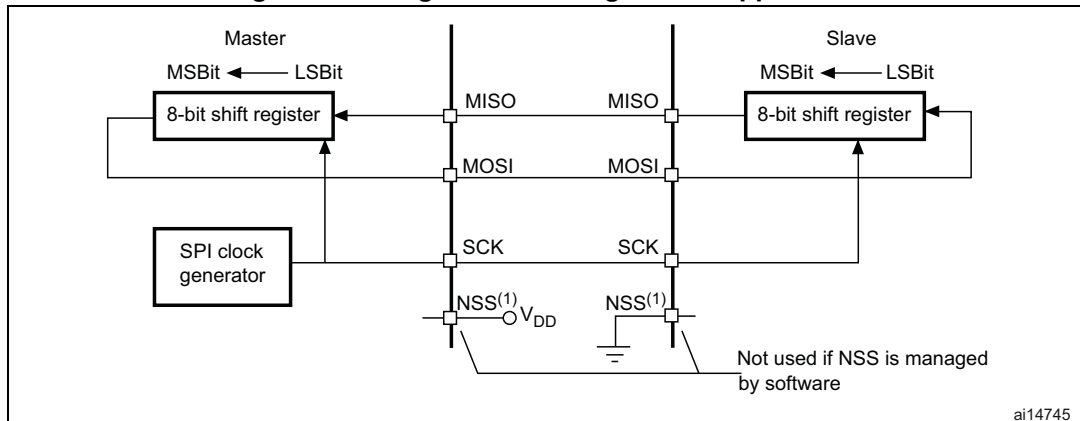 Master
Slave
MSBit LSBit
MSBit LSBit
8-bit shift register
MISO
MISO
8-bit shift register
MOSI
MOSI
SPI clock
generator
SCK
SCK
NSS(1)
VDD
NSS(1)
Not used if NSS is managed
by software
ai14745